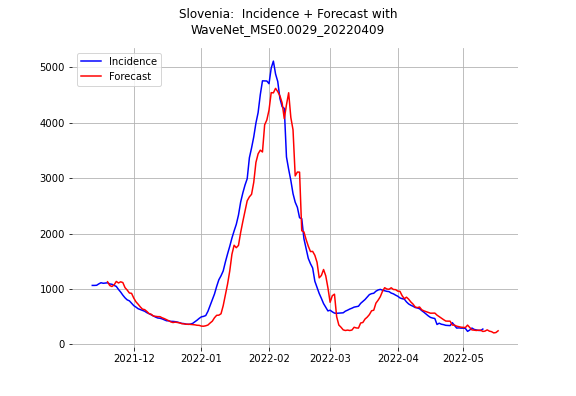 Slovenia:  Incidence + Forecast with
WaveNet_MSE0.0029_20220409
Incidence
Forecast
5000
4000
3000
2000
1000
0
2021-12 2022-01 2022-02 2022-03 2022-04 2022-05